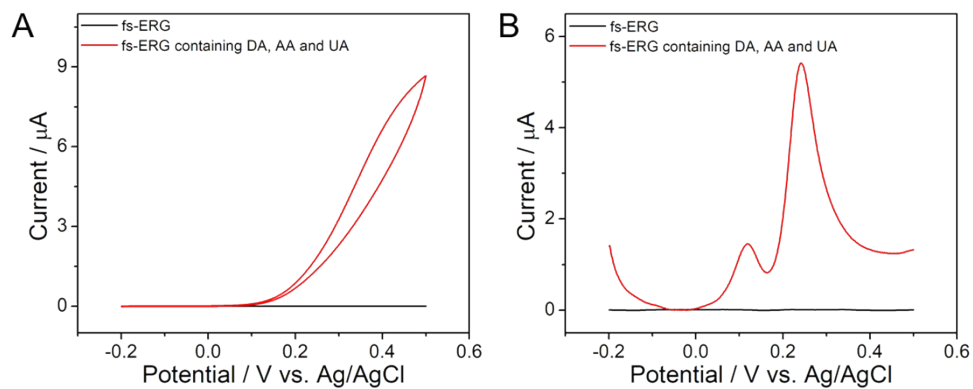 A
fs-ERG
fs-ERG containing DA, AA and UA
9
6
3
0
Current / μA
-0.2 0.0 0.2 0.4 0.6
Potential / V vs. Ag/AgCl
B
fs-ERG
fs-ERG containing DA, AA and UA
6
4
2
0
Current / μA
-0.2 0.0 0.2 0.4 0.6
Potential / V vs. Ag/AgCl